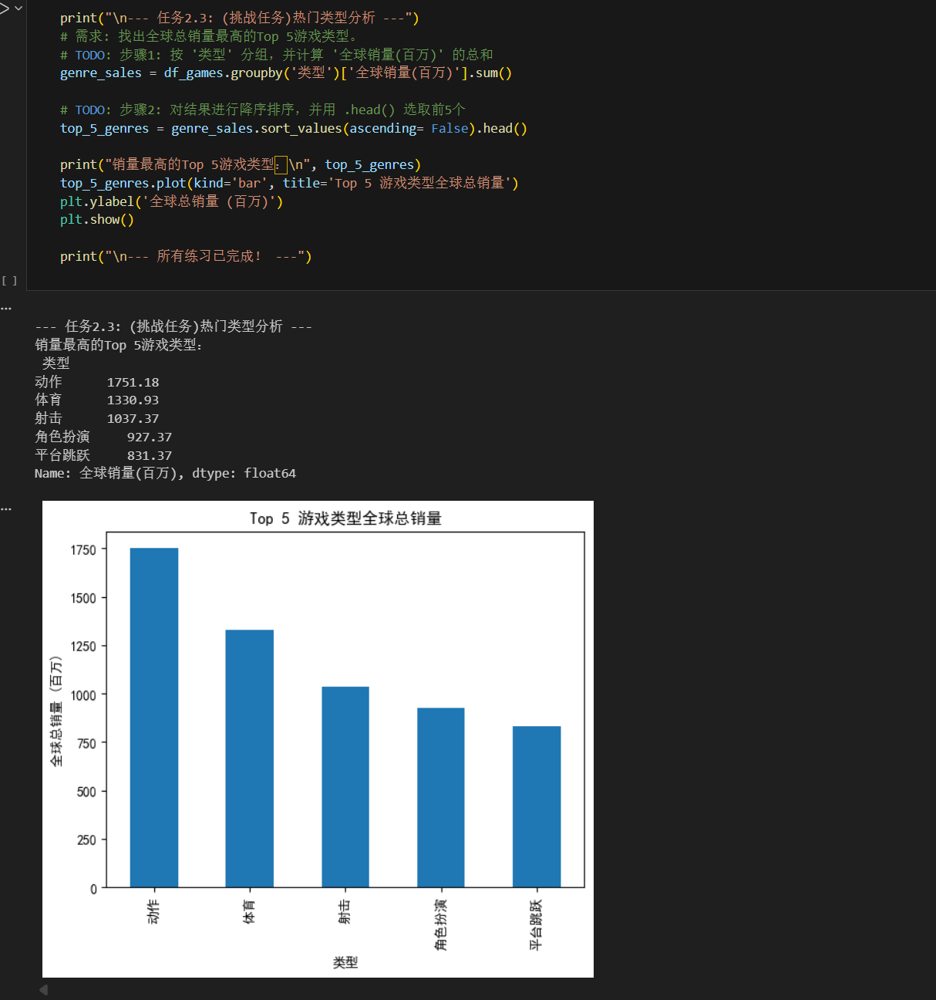 print("\n--- 任务2.3: (挑战任务)热门类型分析 ---")
# 需求: 找出全球总销量最高的Top 5游戏类型。
# TODO: 步骤1: 按 '类型' 分组，并计算 '全球销量(百万)' 的总和
genre_sales = df_games.groupby('类型')['全球销量(百万)'].sum()
# TODO: 步骤2: 对结果进行降序排序，并用 .head() 选取前5个
top_5_genres = genre_sales.sort_values(ascending= False).head()
print("销量最高的Top 5游戏类型：\n", top_5_genres)
top_5_genres.plot(kind='bar', title='Top 5 游戏类型全球总销量')
plt.ylabel('全球总销量 (百万)')
plt.show()
print("\n--- 所有练习已完成！ ---")
[ ]
...
--- 任务2.3: (挑战任务)热门类型分析 ---
销量最高的Top 5游戏类型：
类型
动作 1751.18
体育 1330.93
射击 1037.37
角色扮演 927.37
平台跳跃 831.37
Name: 全球销量(百万), dtype: float64
...
Top 5 游戏类型全球总销量
1750
1500
1250
1000
750
500
250
0
全球总销量 (百万)
动作
体育
射击
角色扮演
平台跳跃
类型